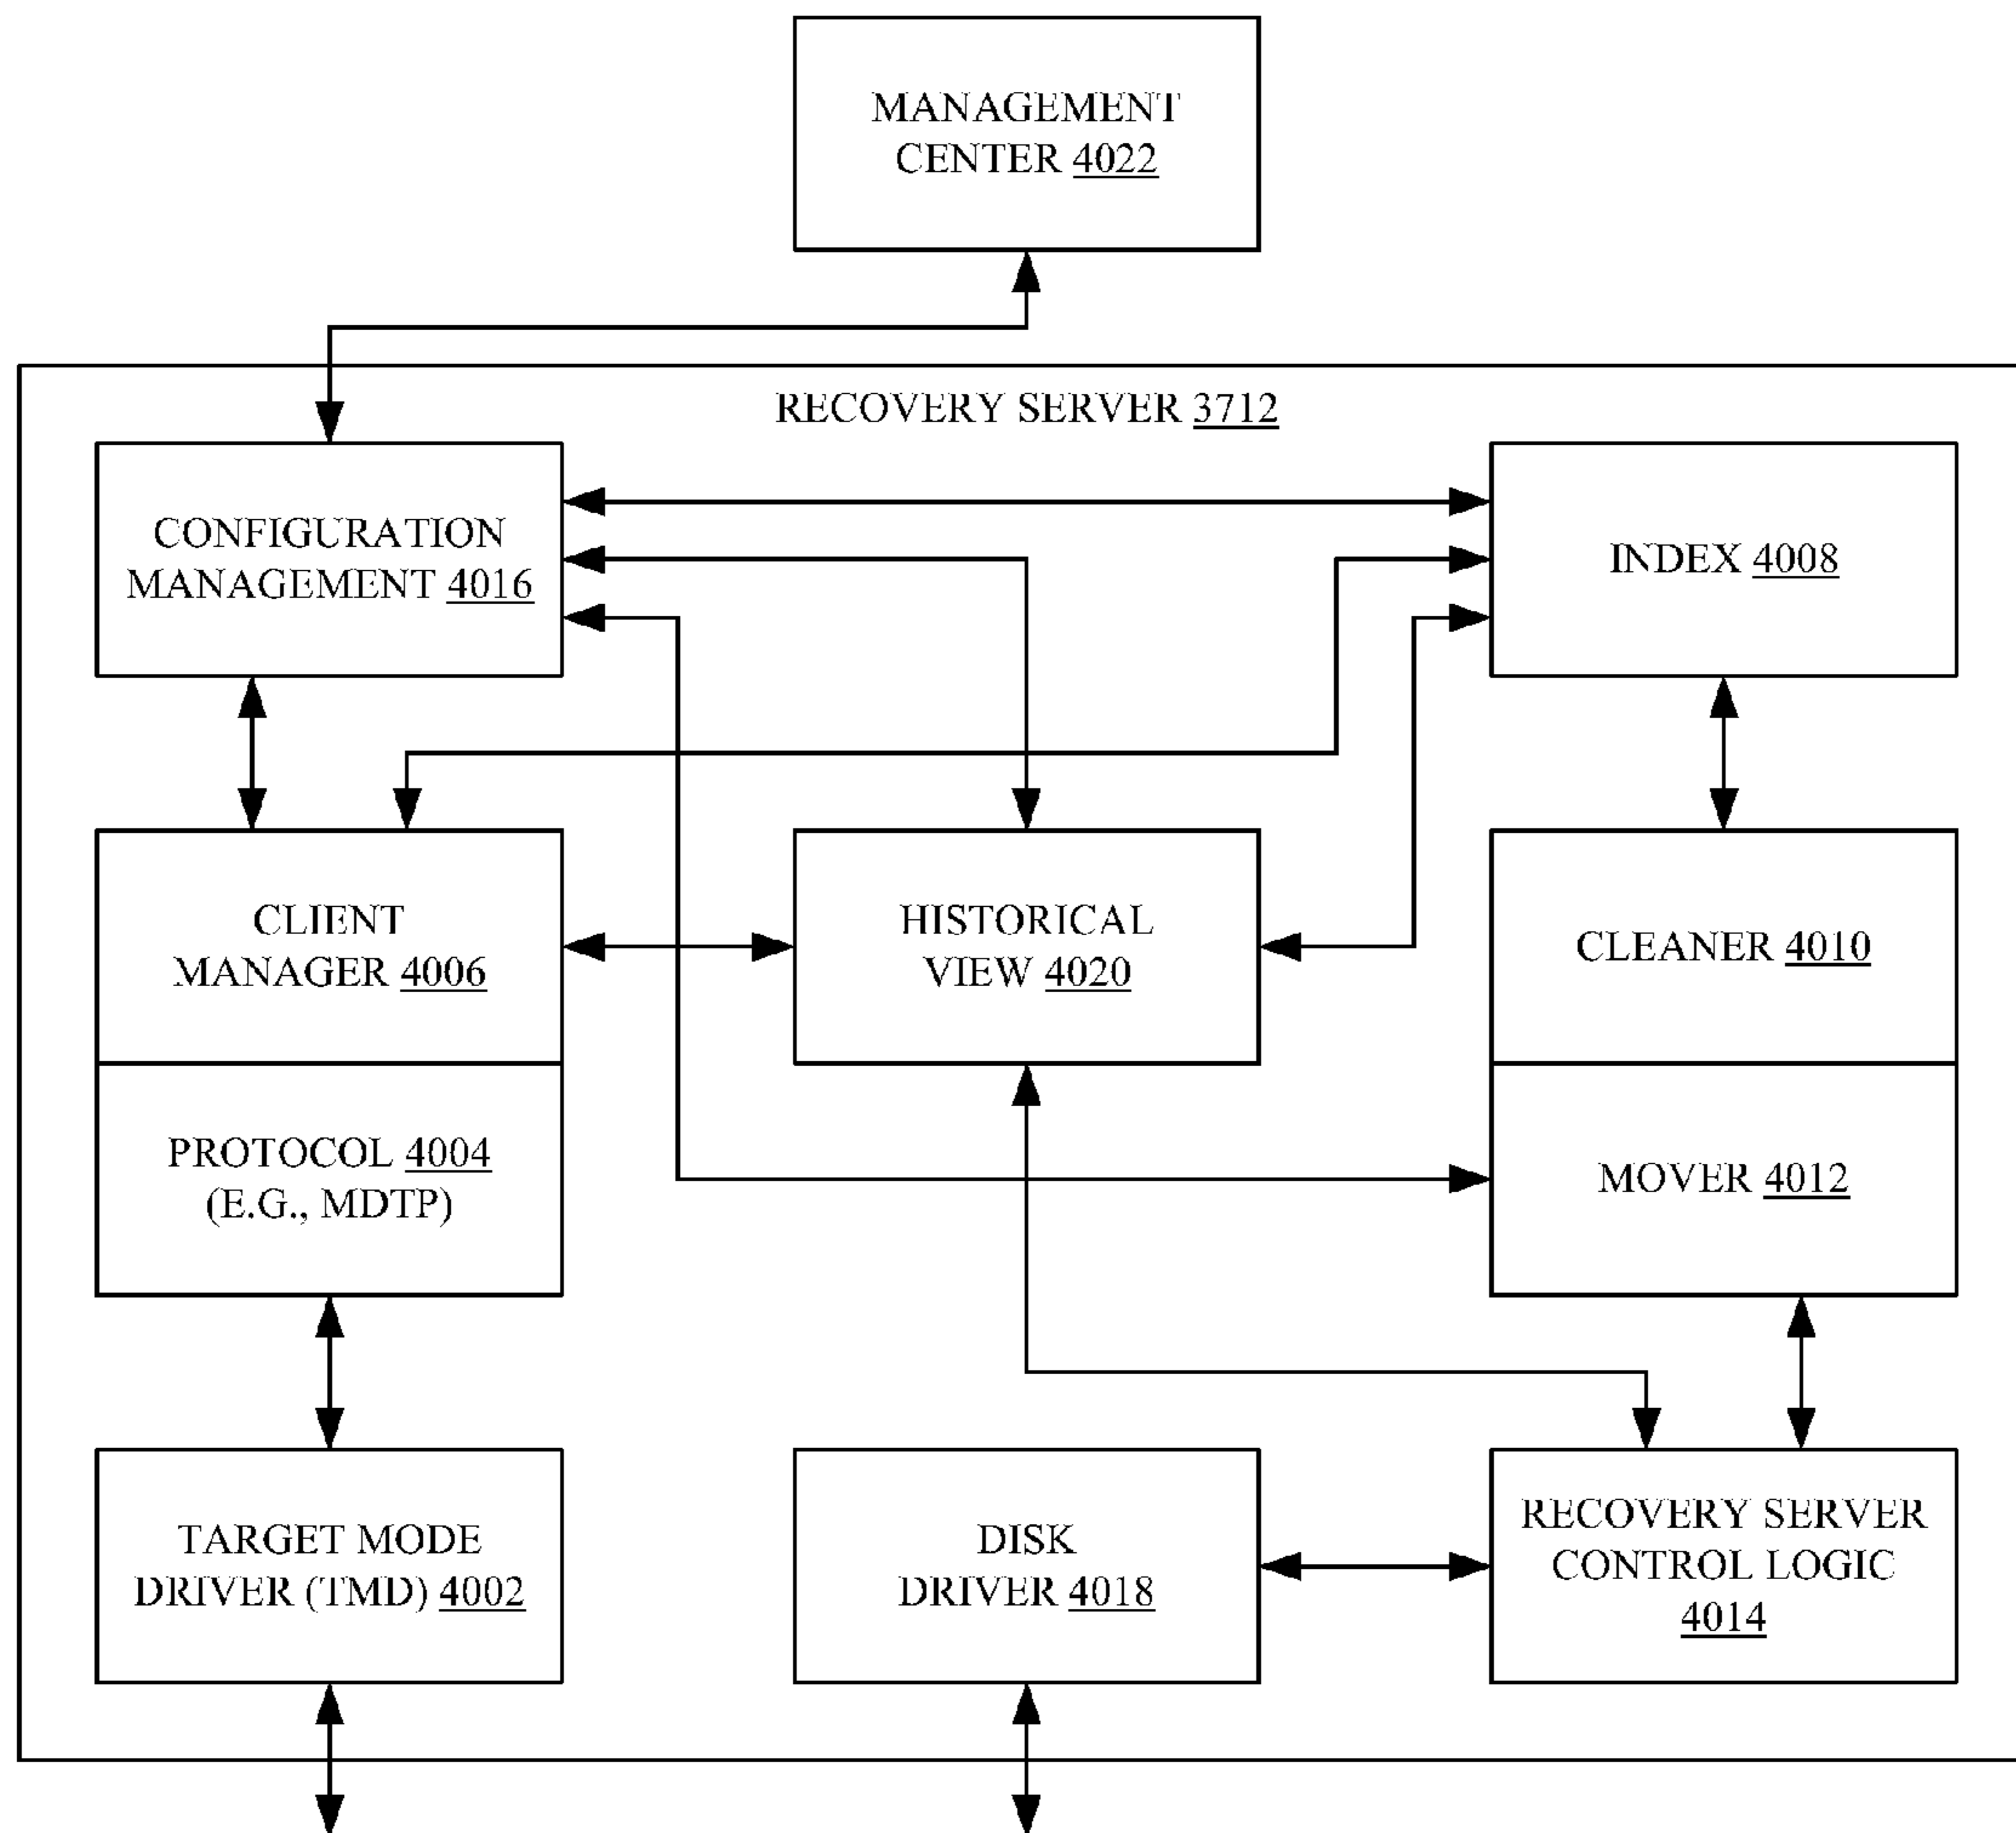 MANAGEMENT
CENTER 4022
RECOVERY SERVER 3712
CONFIGURATION
MANAGEMENT 4016
INDEX 4008
CLIENT
MANAGER 4006
HISTORICAL
VIEW 4020
CLEANER 4010
PROTOCOL 4004
(E.G., MDTP)
MOVER 4012
TARGET MODE
DRIVER (TMD) 4002
DISK
DRIVER 4018
RECOVERY SERVER
CONTROL LOGIC
4014